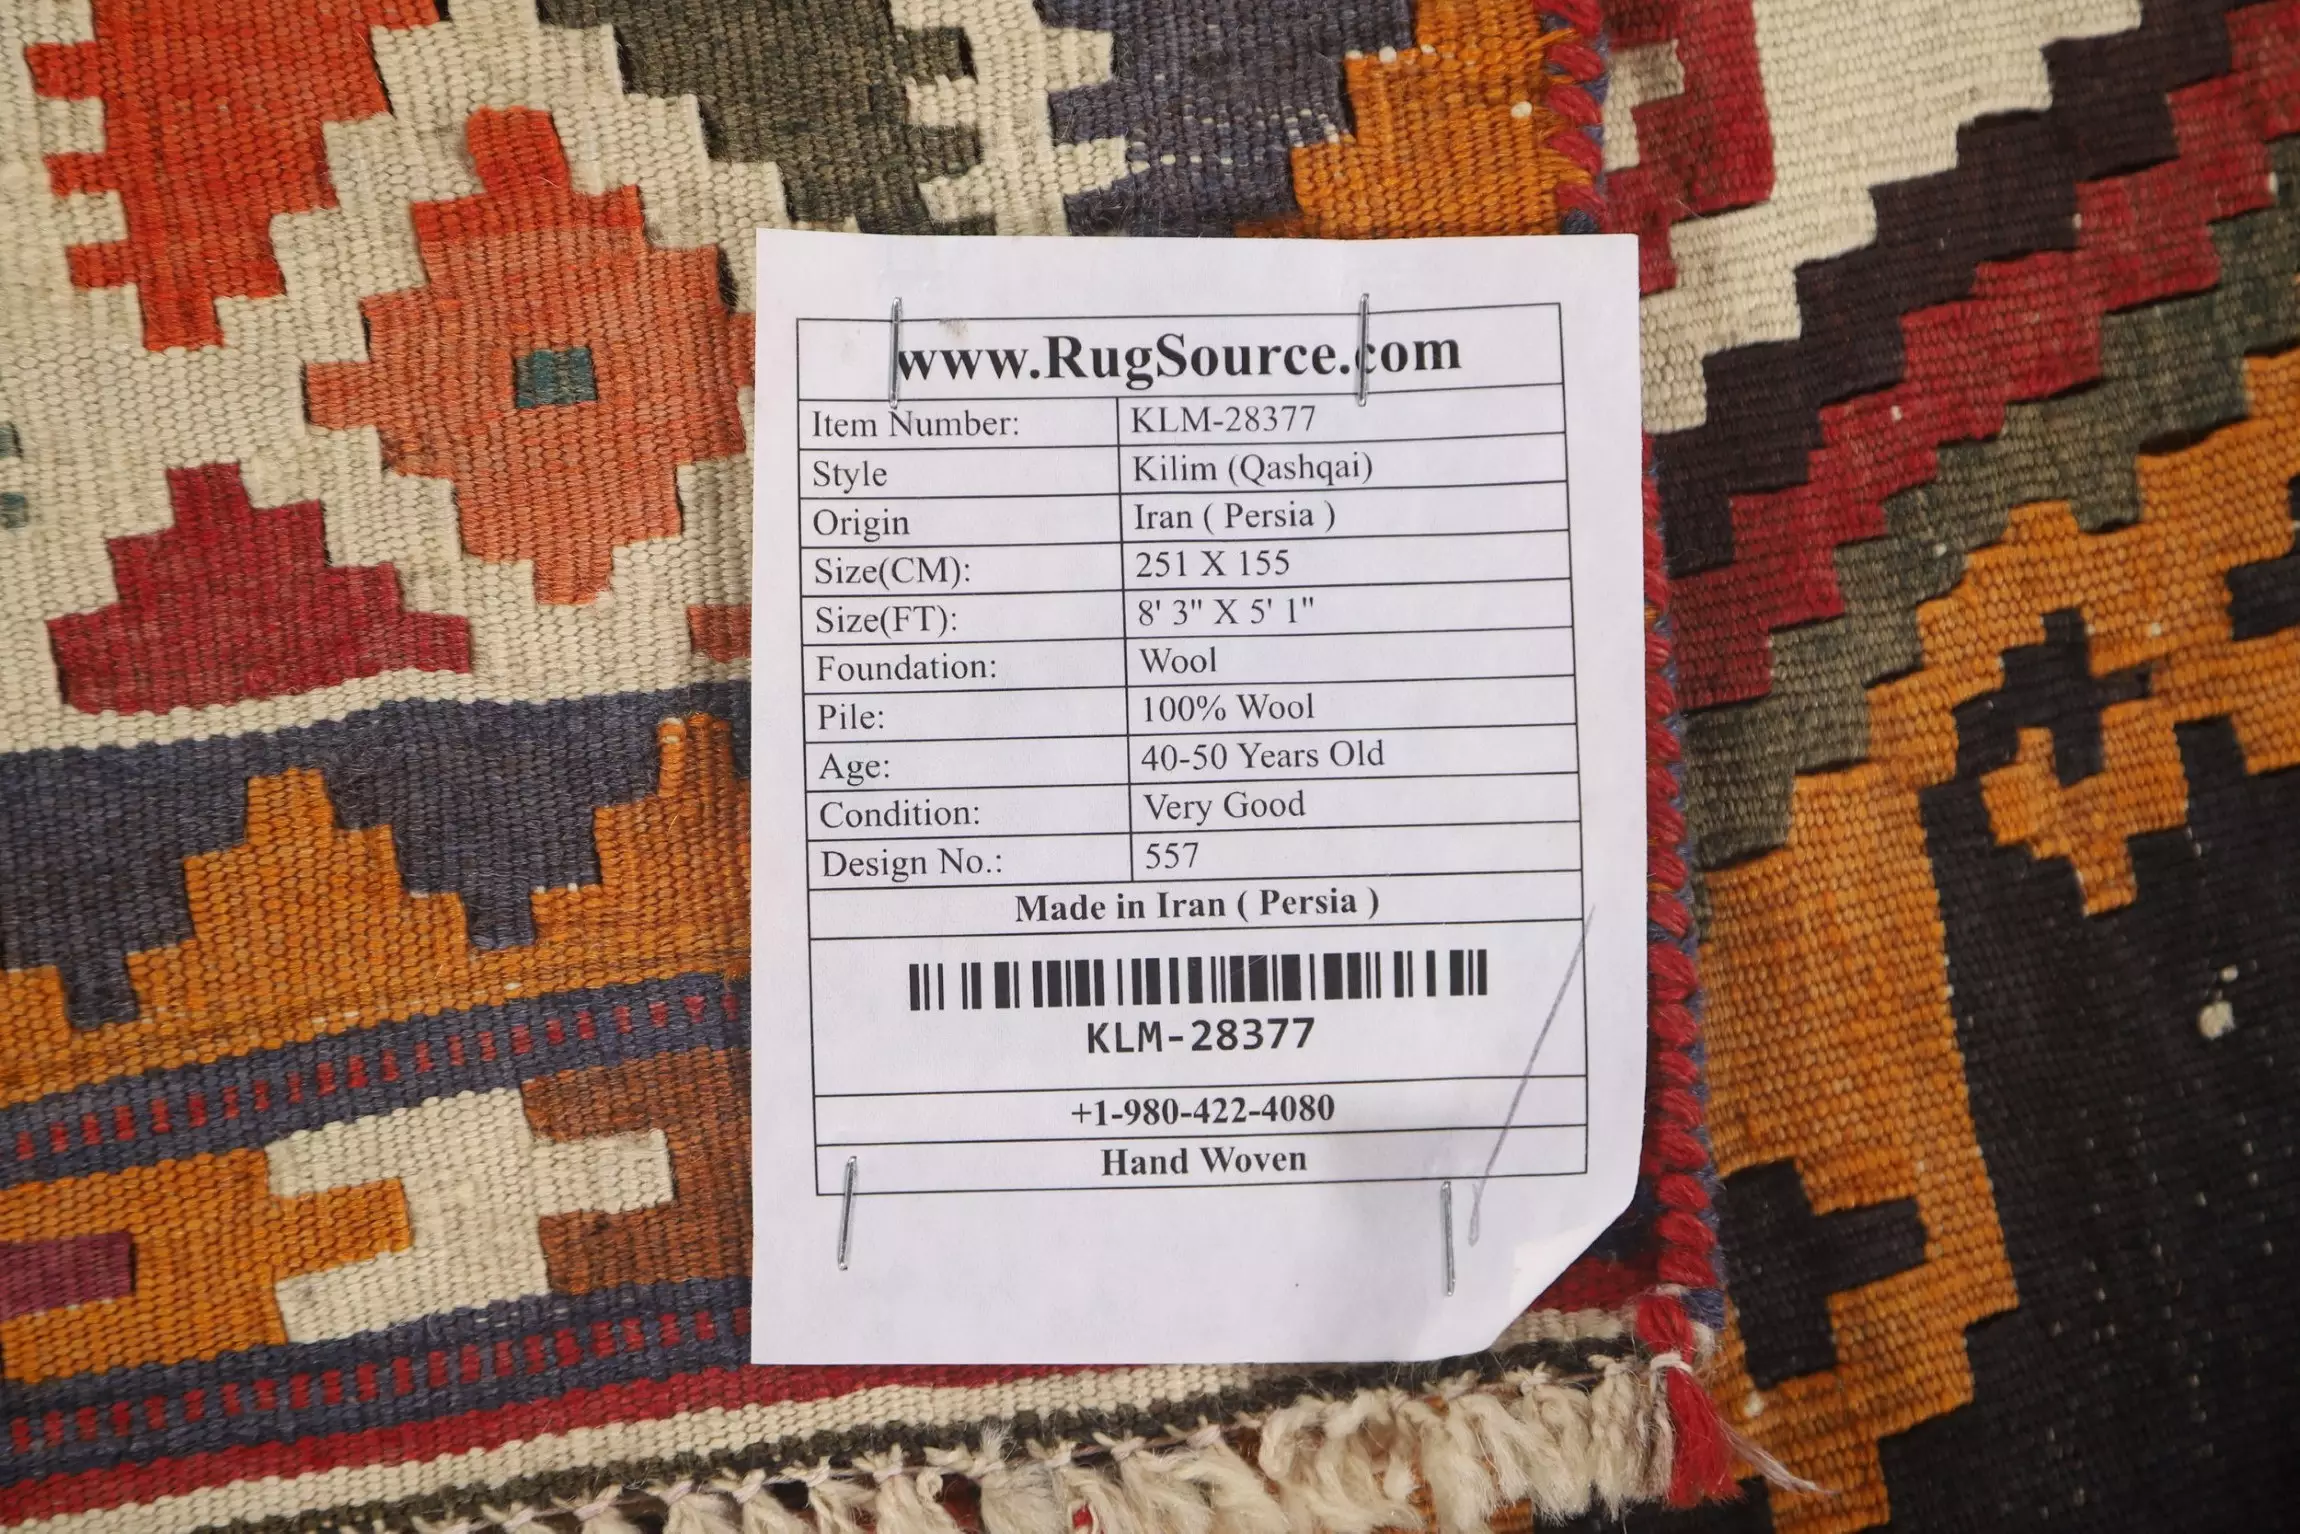 www.RugSource.com
Item Number: KLM-28377
Style Kilim (Qashqai)
Origin Iran ( Persia )
Size(CM): 251 X 155
Size(FT): 8' 3" X 5' 1"
Foundation: Wool
Pile: 100% Wool
Age: 40-50 Years Old
Condition: Very Good
Design No.: 557
Made in Iran ( Persia )
KLM-28377
+1-980-422-4080
Hand Woven